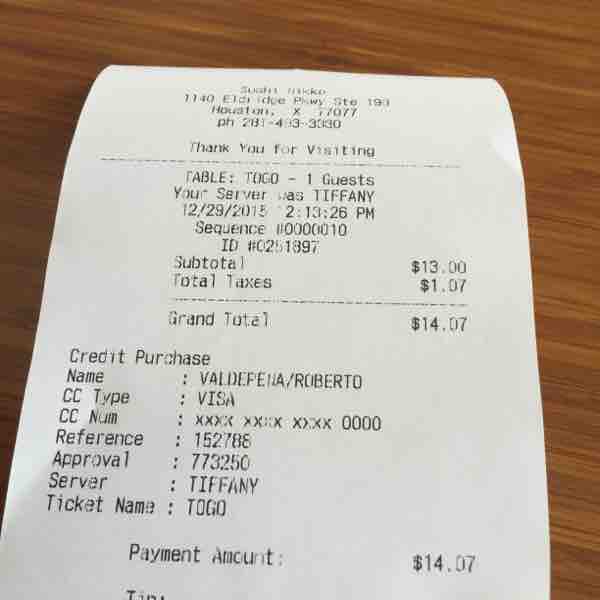 Sushi Nikko
1140 Eldridge Pkwy Ste 190
Houston, X 77077
ph 281-493-3330
Thank You for Visiting
TABLE: TOGO - 1 Guests
Your Server was TIFFANY
12/29/2015 2:13:26 PM
Sequence #0000010
ID #0251897
Subtotal $13.00
Total Taxes $1.07
Grand Total $14.07
Credit Purchase
Name : VALDEPENA/ROBERTO
CC Type : VISA
CC Num : xxxx xxxx xxxx 0000
Reference : 152788
Approval : 773250
Server : TIFFANY
Ticket Name : TOGO
Payment Amount: $14.07
Tip: